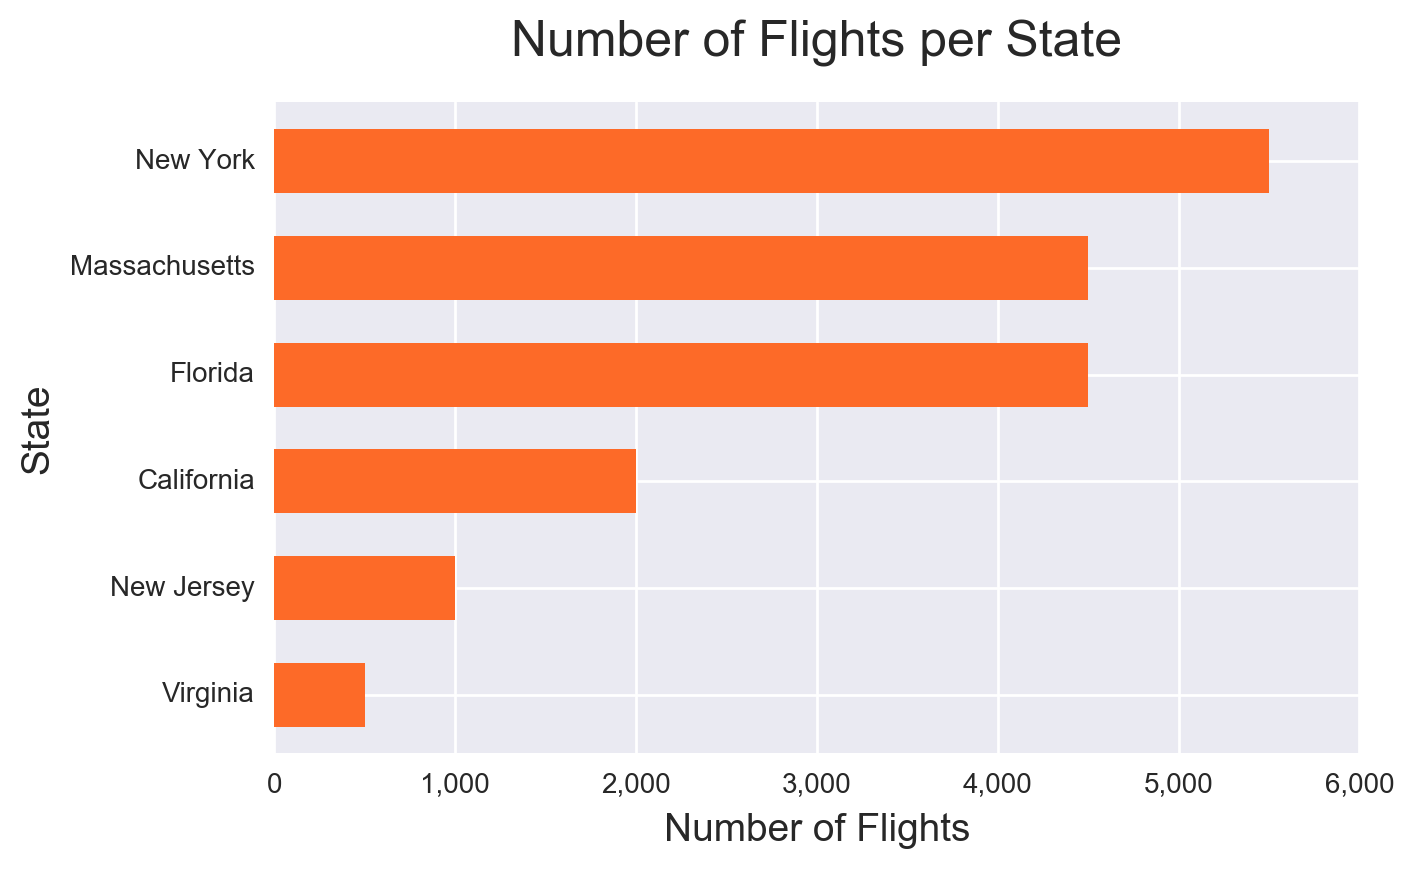 Number of Flights per State
New York
Massachusetts
Florida
California
New Jersey
Virginia
State
0 1,000 2,000 3,000 4,000 5,000 6,000
Number of Flights